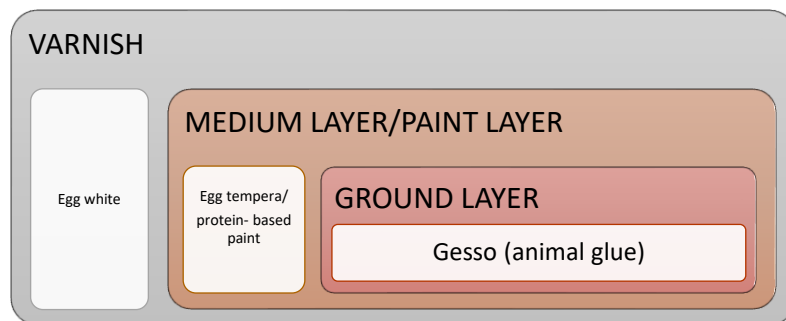 VARNISH
Egg white
MEDIUM LAYER/PAINT LAYER
Egg tempera/
protein- based
paint
GROUND LAYER
Gesso (animal glue)